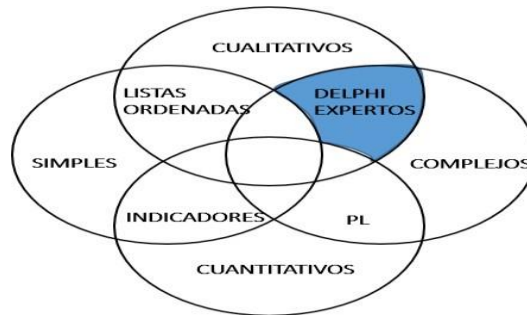 CUALITATIVOS
LISTAS
ORDENADAS
DELPHI
EXPERTOS
SIMPLES
COMPLEJOS
INDICADORES
PL
CUANTITATIVOS